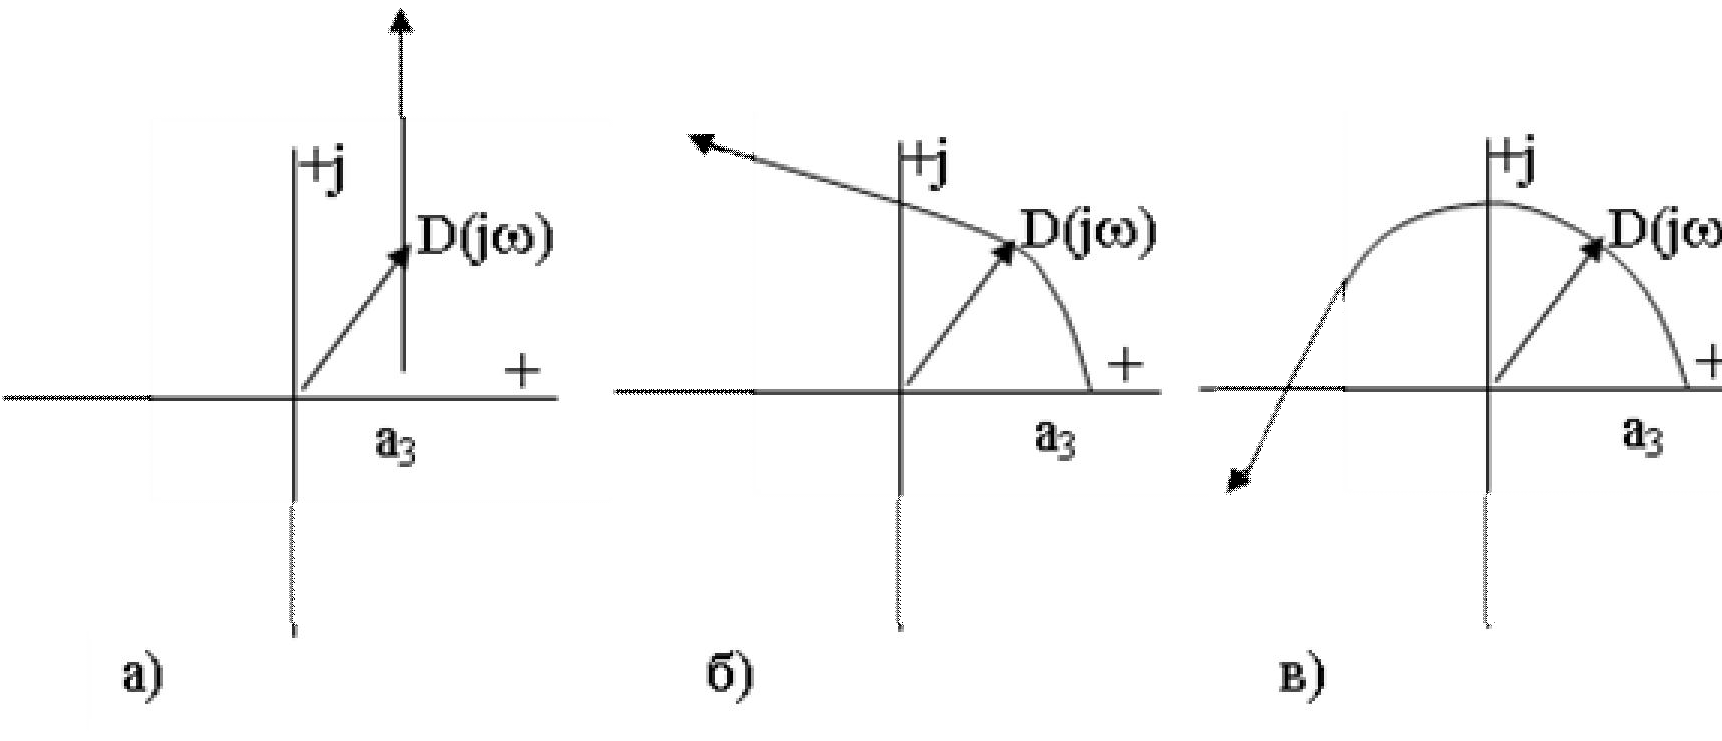 +j
D(jω)
+
a3
а)
+j
D(jω)
+
a3
б)
+j
D(jω
+
a3
в)